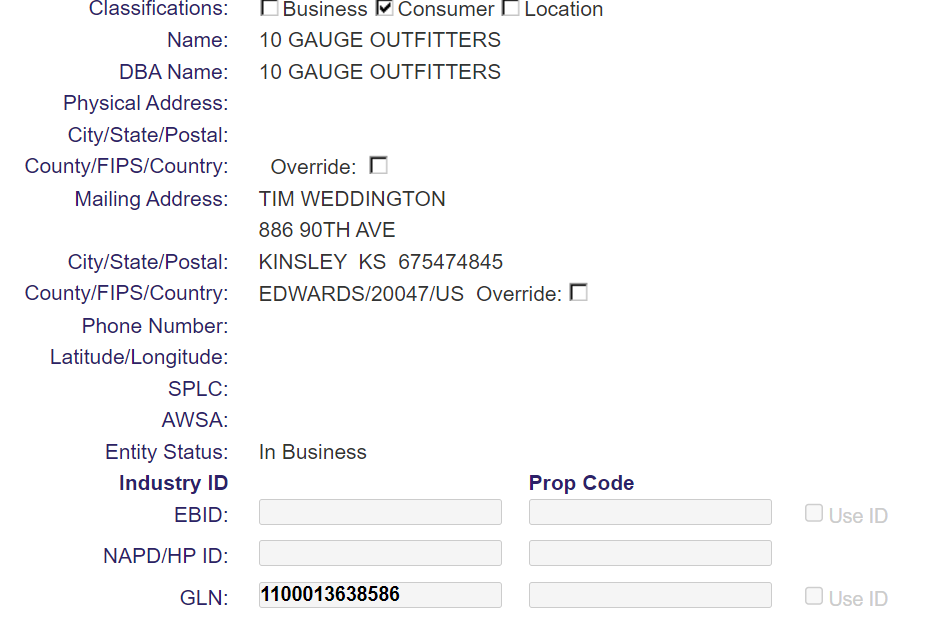 Classifications: Business Consumer Location
Name: 10 GAUGE OUTFITTERS
DBA Name: 10 GAUGE OUTFITTERS
Physical Address:
City/State/Postal:
County/FIPS/Country: Override:
Mailing Address: TIM WEDDINGTON
886 90TH AVE
City/State/Postal: KINSLEY KS 675474845
County/FIPS/Country: EDWARDS/20047/US Override:
Phone Number:
Latitude/Longitude:
SPLC:
AWSA:
Entity Status: In Business
Industry ID Prop Code
EBID: Use ID
NAPD/HP ID:
GLN: 1100013638586 Use ID